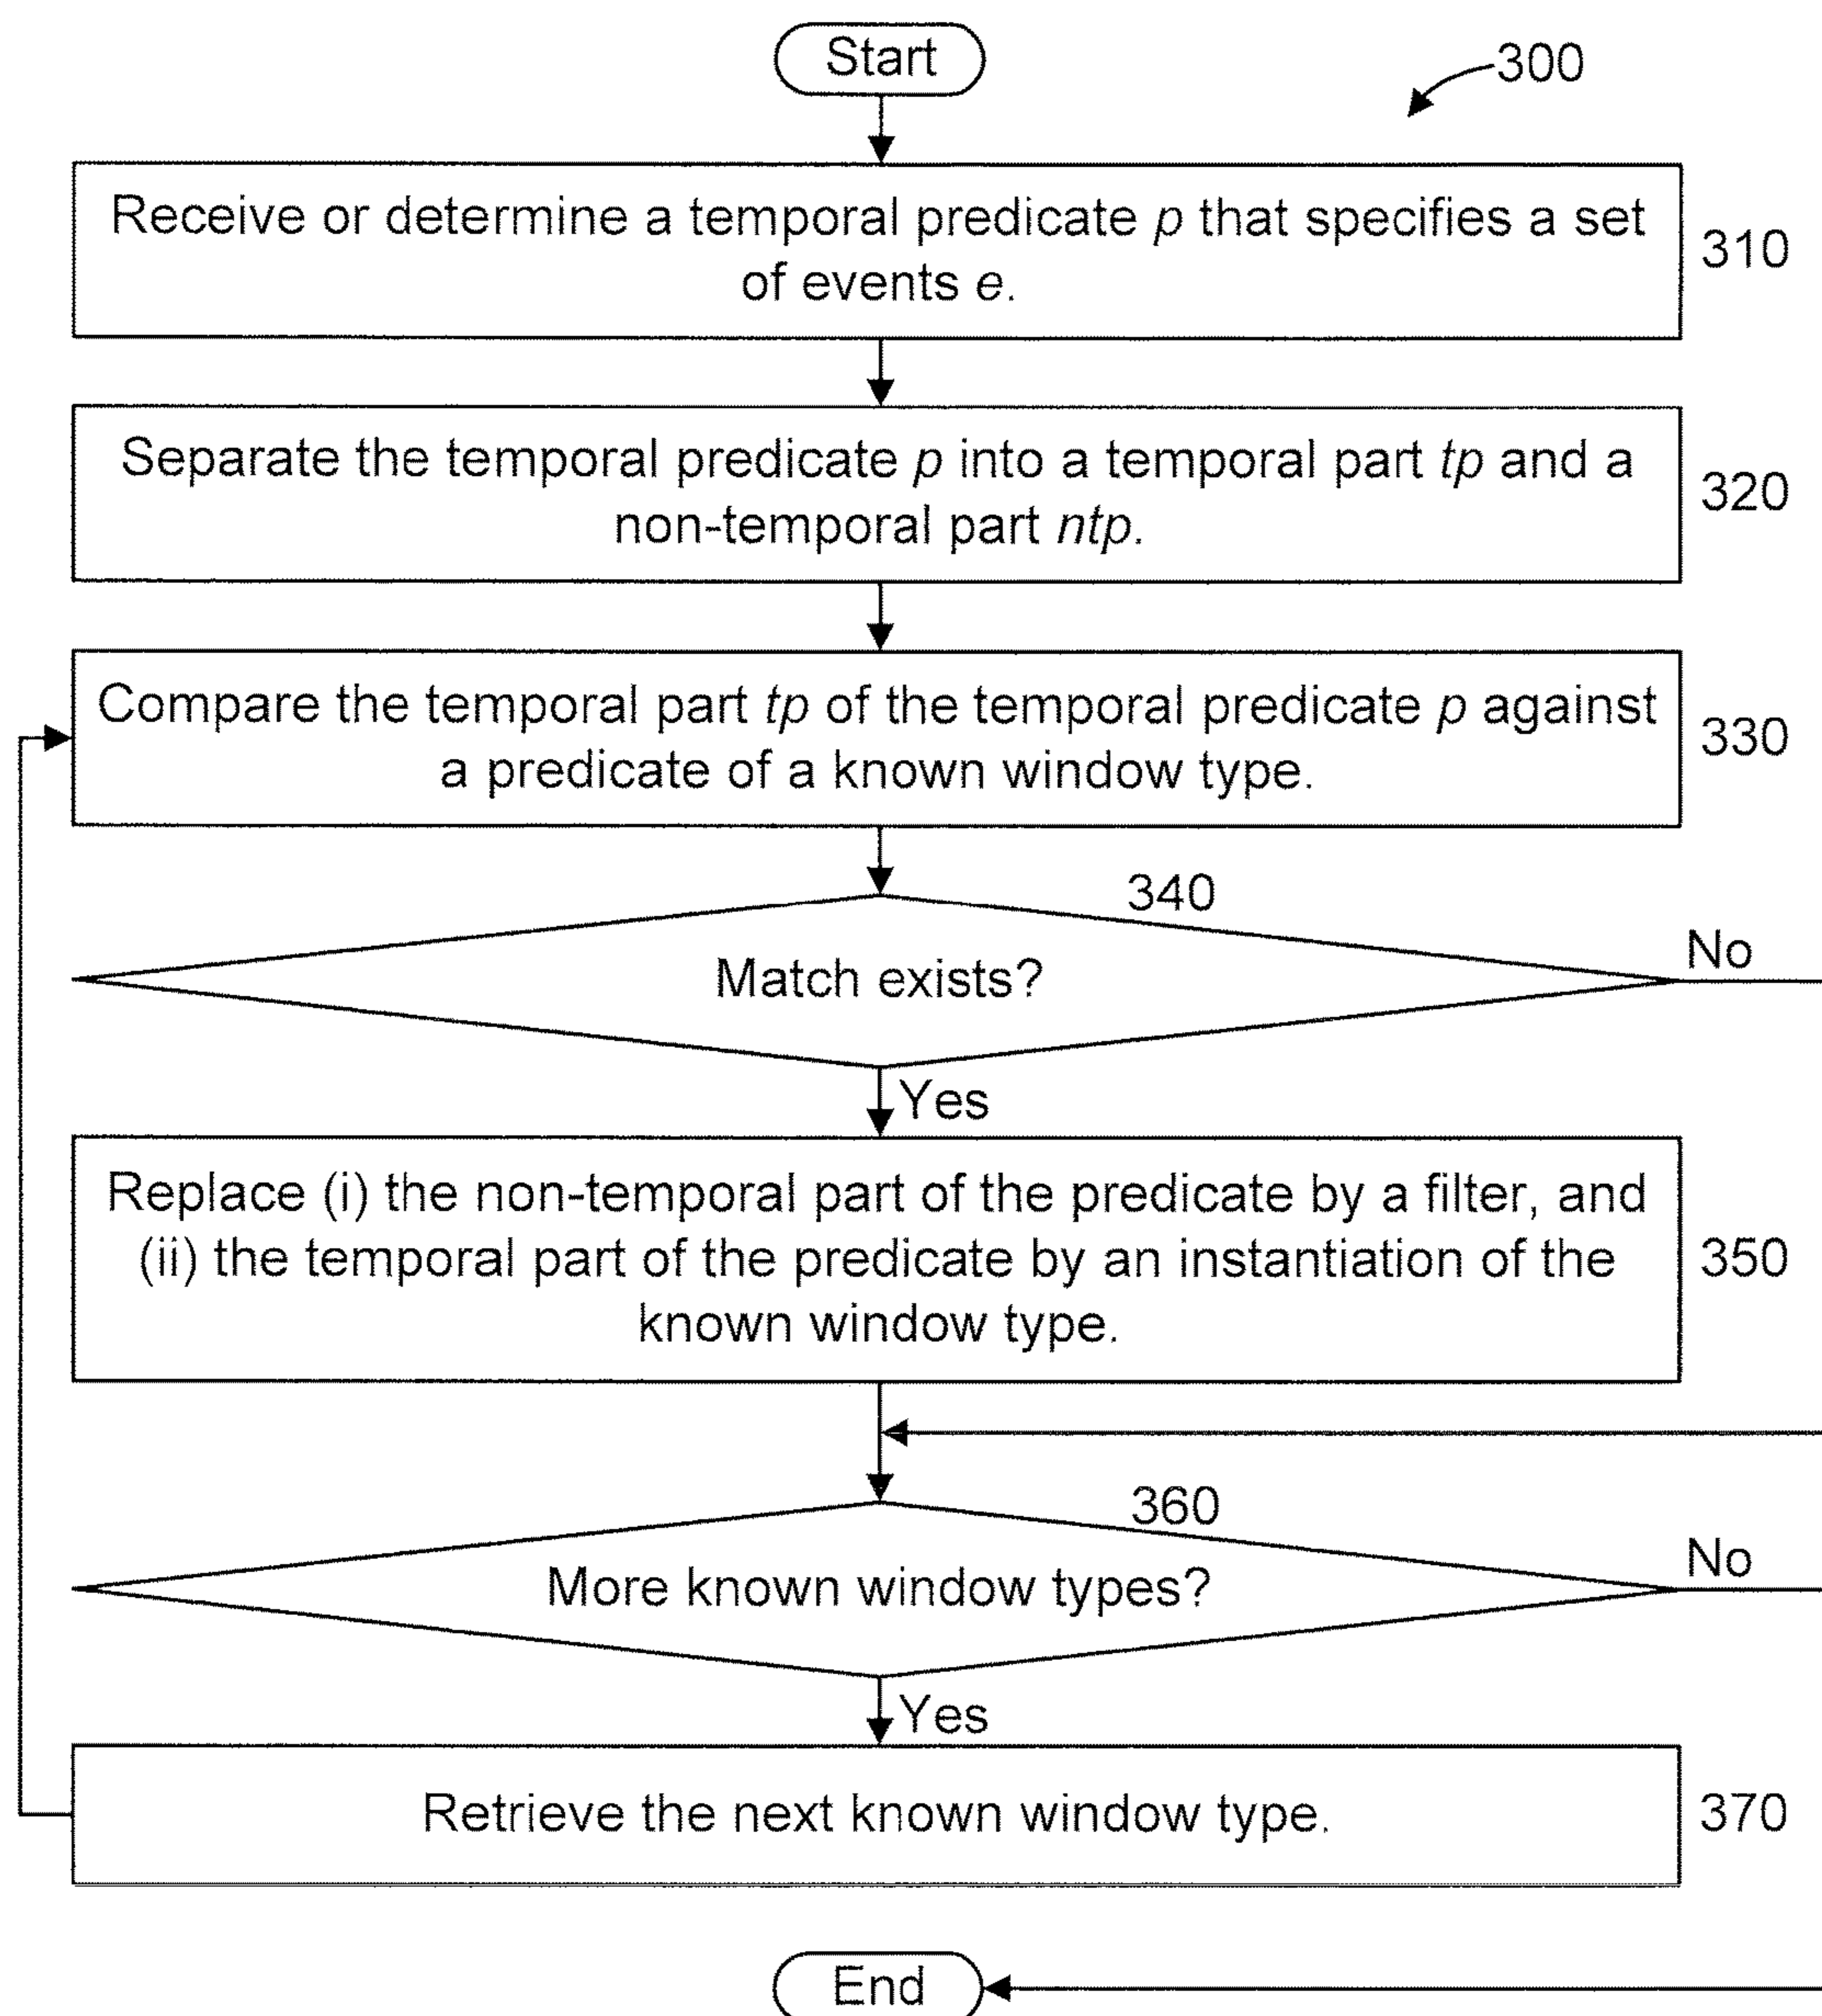 Start
300
Receive or determine a temporal predicate p that specifies a set
of events e.
310
Separate the temporal predicate p into a temporal part tp and a
non-temporal part ntp.
320
Compare the temporal part tp of the temporal predicate p against
a predicate of a known window type.
330
340
Match exists?
No
Yes
Replace (i) the non-temporal part of the predicate by a filter, and
(ii) the temporal part of the predicate by an instantiation of the
known window type.
350
360
More known window types?
No
Yes
Retrieve the next known window type.
370
End